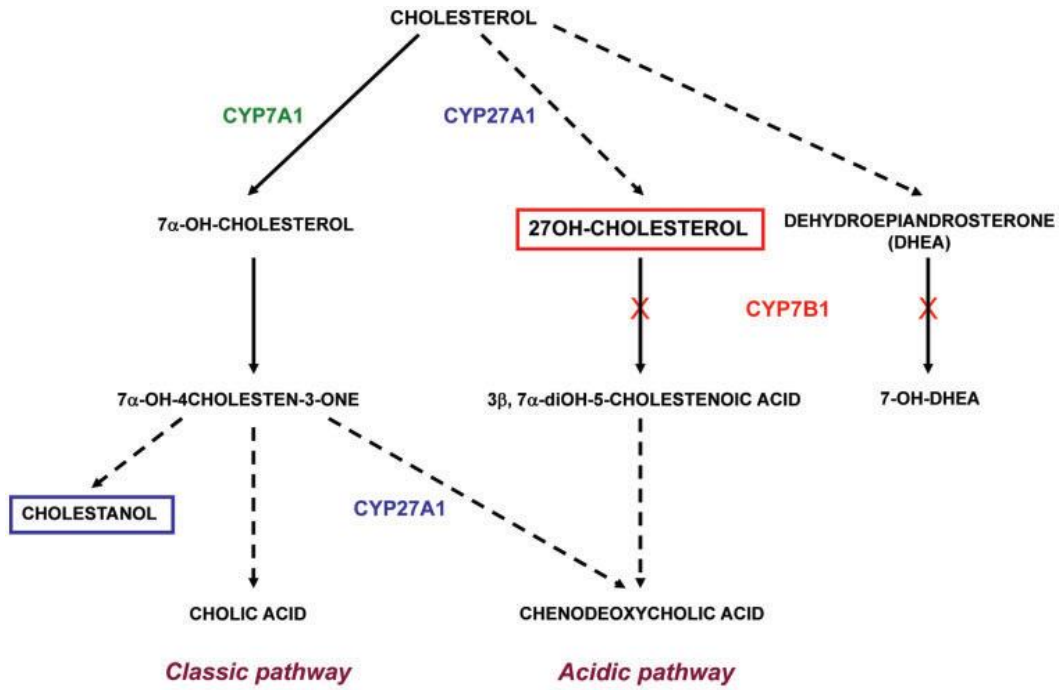 CHOLESTEROL
CYP7A1
CYP27A1
7α-OH-CHOLESTEROL
27OH-CHOLESTEROL
DEHYDROEPIANDROSTERONE
(DHEA)
X
CYP7B1
X
7α-OH-4CHOLESTEN-3-ONE
3β, 7α-diOH-5-CHOLESTENOIC ACID
7-OH-DHEA
CHOLESTANOL
CYP27A1
CHOLIC ACID
CHENODEOXYCHOLIC ACID
Classic pathway
Acidic pathway